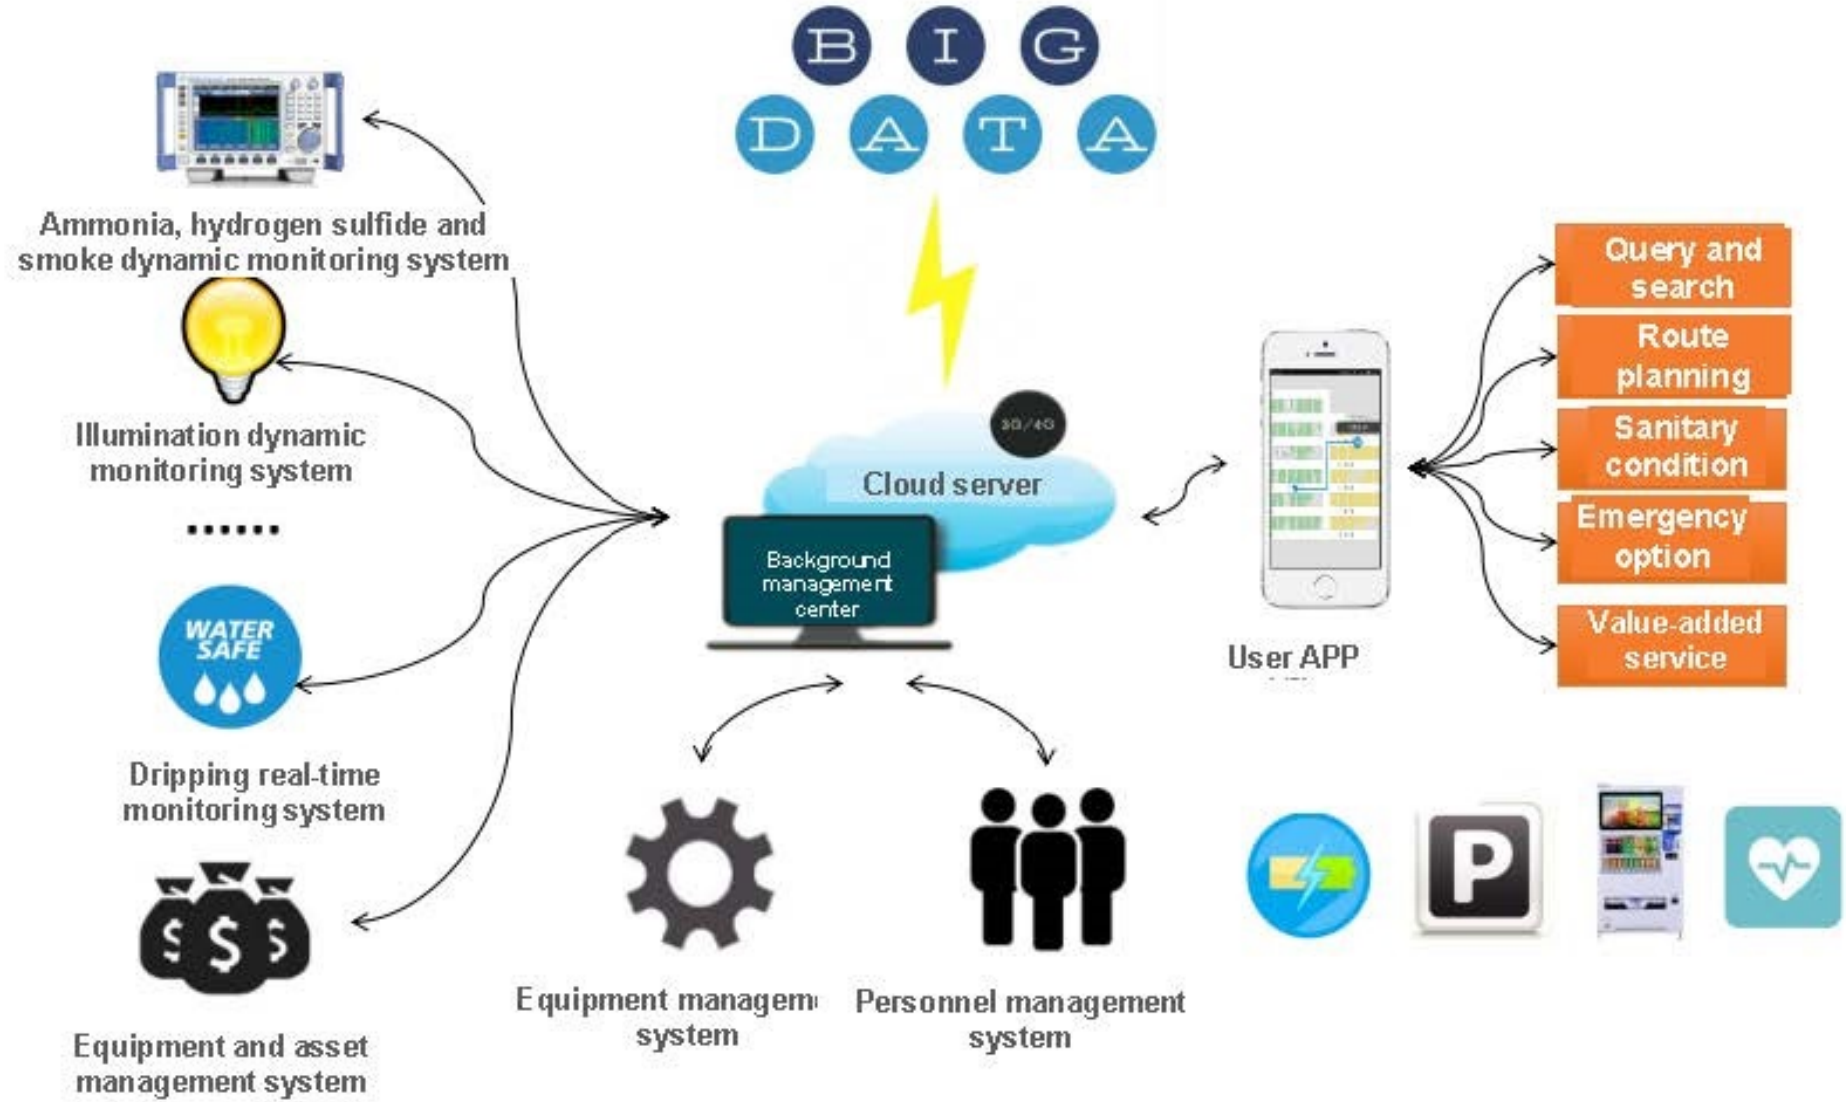 BIG
DATA
Ammonia, hydrogen sulfide and
smoke dynamic monitoring system
Illumination dynamic
monitoring system
......
WATER
SAFE
Dripping real-time
monitoring system
$ $ $
Equipment and asset
management system
3G/4G
Cloud server
Background
management
center
Equipment managem
system
Personnel management
system
User APP
Query and
search
Route
planning
Sanitary
condition
Emergency
option
Value-added
service
P